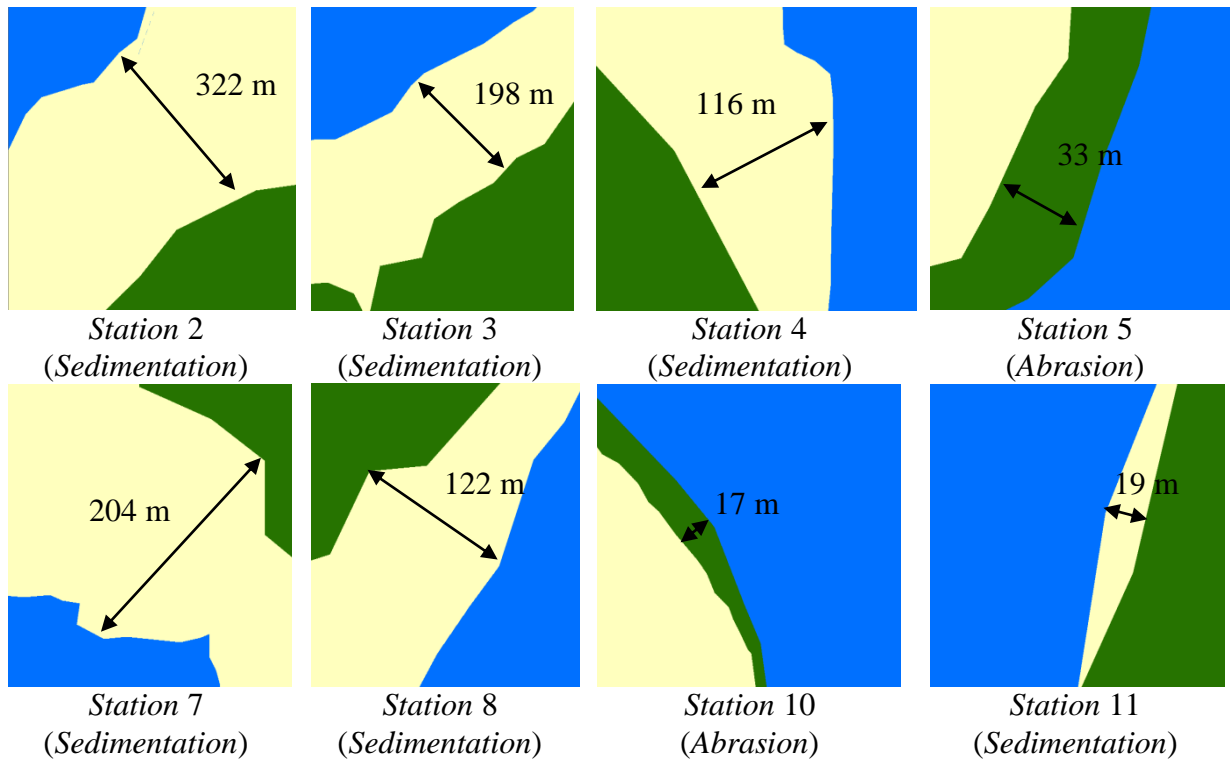 322 m
198 m
116 m
33 m
Station 2
(Sedimentation)
Station 3
(Sedimentation)
Station 4
(Sedimentation)
Station 5
(Abrasion)
204 m
122 m
17 m
19 m
Station 7
(Sedimentation)
Station 8
(Sedimentation)
Station 10
(Abrasion)
Station 11
(Sedimentation)